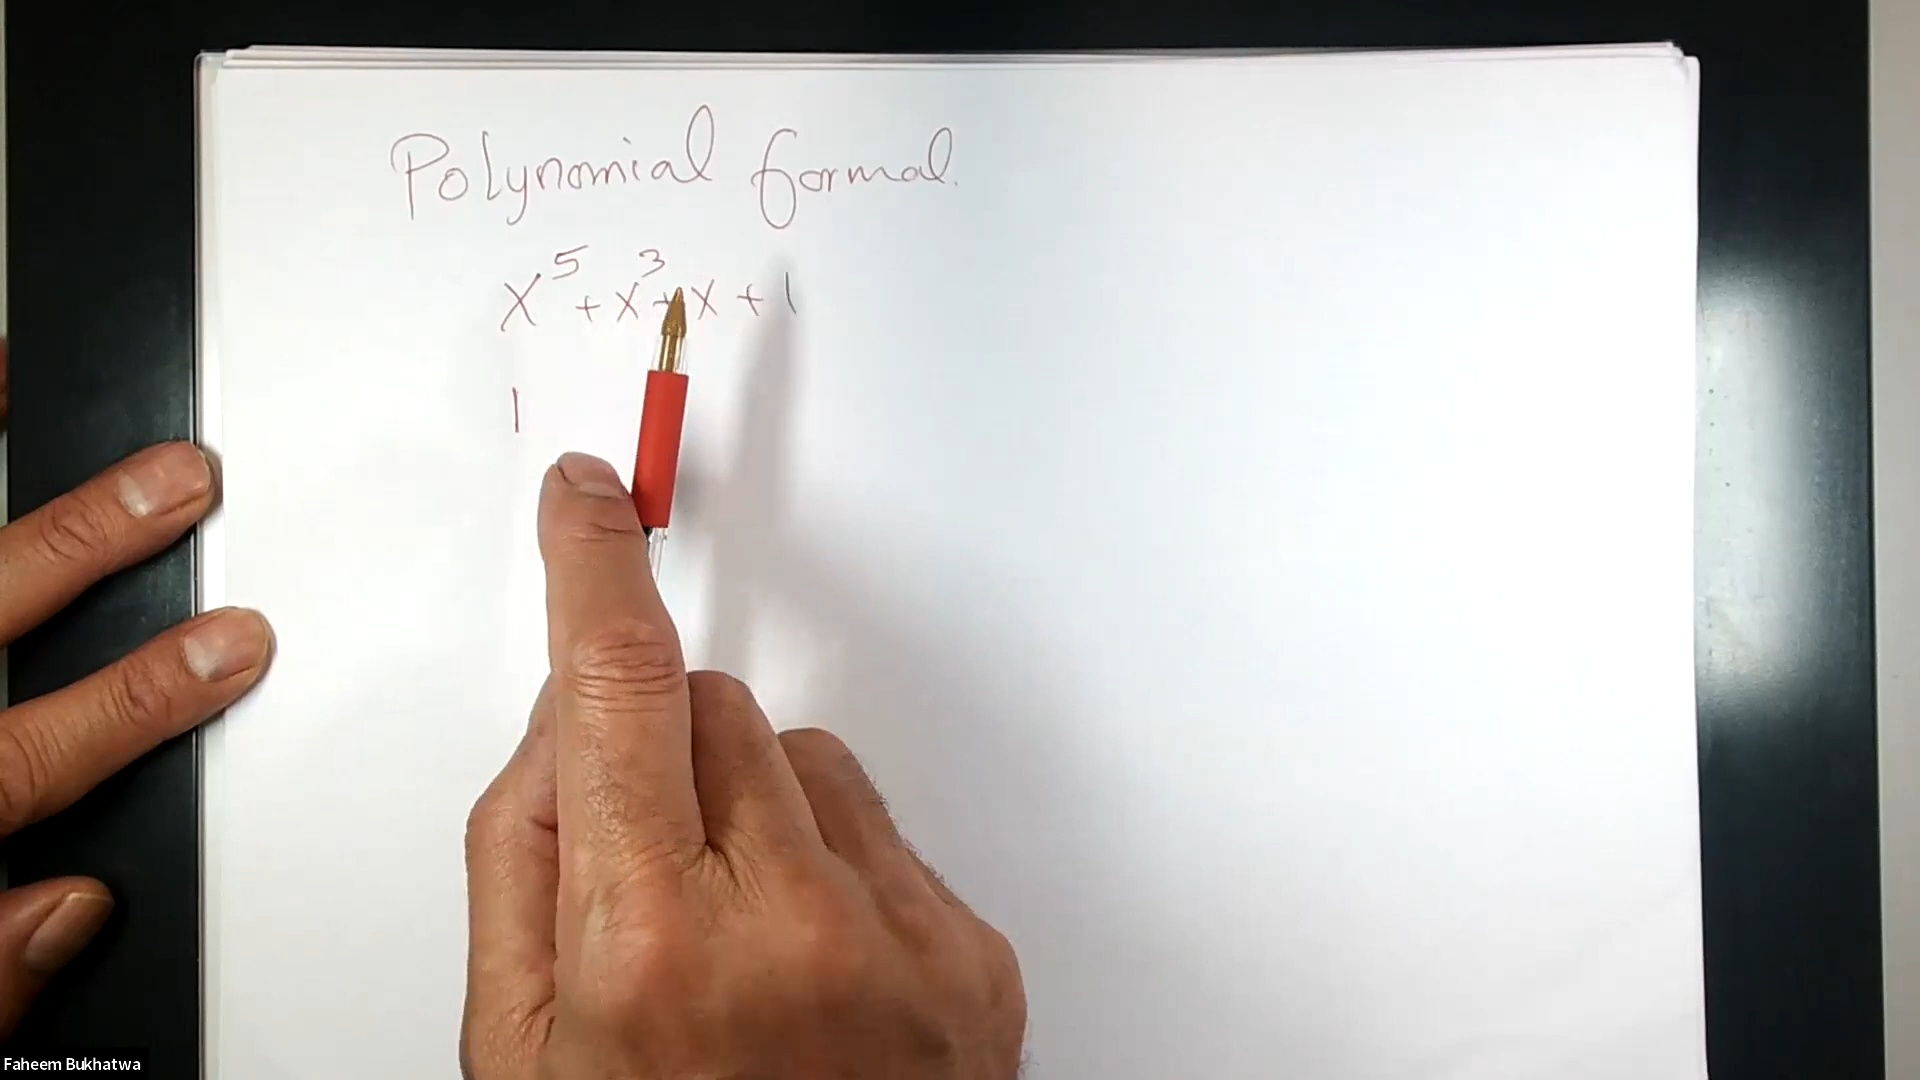 Polynomial formal.
x⁵ + x³ + x + 1
1
Faheem Bukhatwa